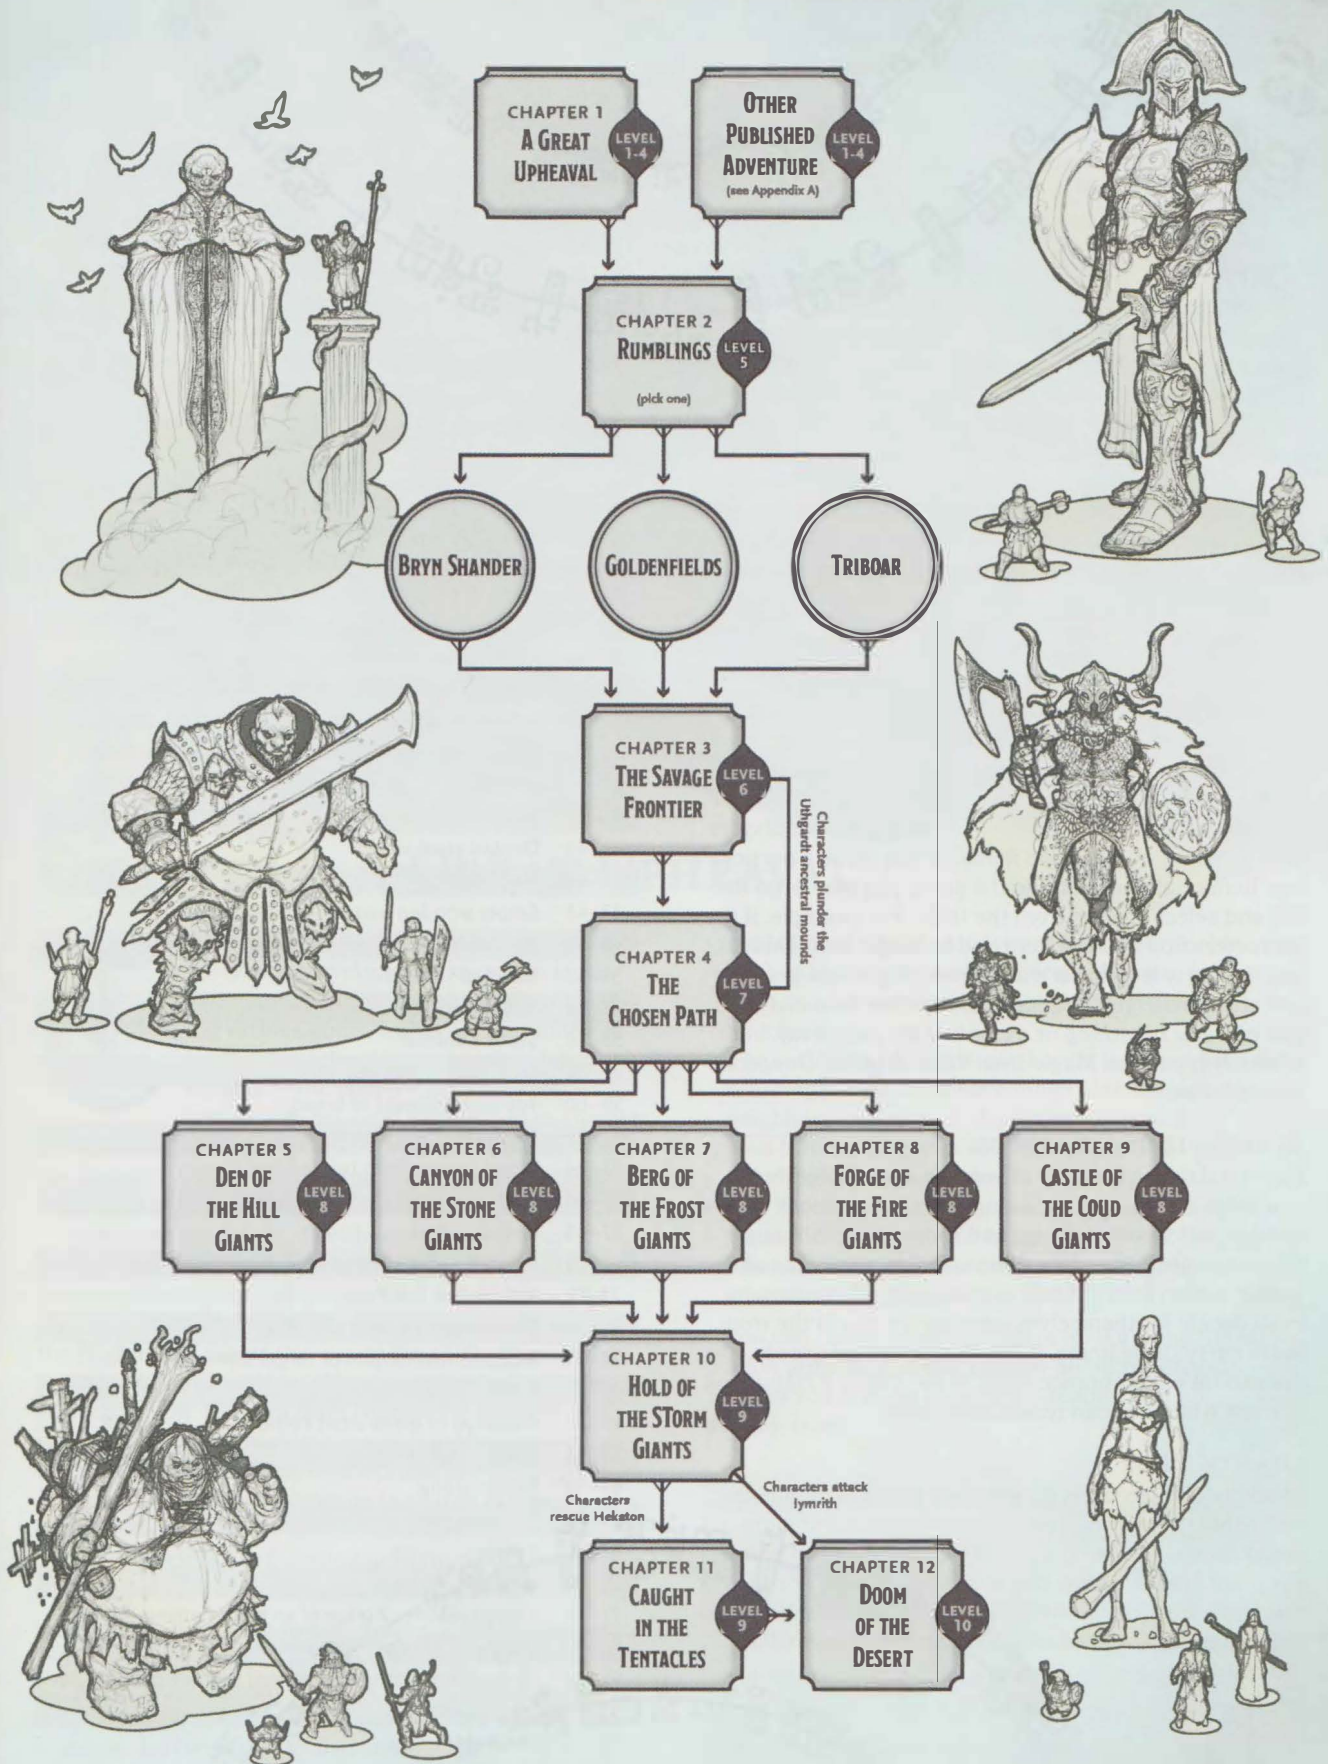 CHAPTER 1
A GREAT
UPHEAVAL
LEVEL
1-4
OTHER
PUBLISHED
ADVENTURE
(see Appendix A)
LEVEL
1-4
CHAPTER 2
RUMBLINGS
(pick one)
LEVEL
5
BRYN SHANDER
GOLDENFIELDS
TRIBOAR
CHAPTER 3
THE SAVAGE
FRONTIER
LEVEL
6
Characters plunder the
Uthgardt ancestral mounds
CHAPTER 4
THE
CHOSEN PATH
LEVEL
7
CHAPTER 5
DEN OF
THE HILL
GIANTS
LEVEL
8
CHAPTER 6
CANYON OF
THE STONE
GIANTS
LEVEL
8
CHAPTER 7
BERG OF
THE FROST
GIANTS
LEVEL
8
CHAPTER 8
FORGE OF
THE FIRE
GIANTS
LEVEL
8
CHAPTER 9
CASTLE OF
THE COUD
GIANTS
LEVEL
8
CHAPTER 10
HOLD OF
THE STORM
GIANTS
LEVEL
9
Characters
rescue Hekaton
Characters attack
Iymrith
CHAPTER 11
CAUGHT
IN THE
TENTACLES
LEVEL
9
CHAPTER 12
DOOM
OF THE
DESERT
LEVEL
10